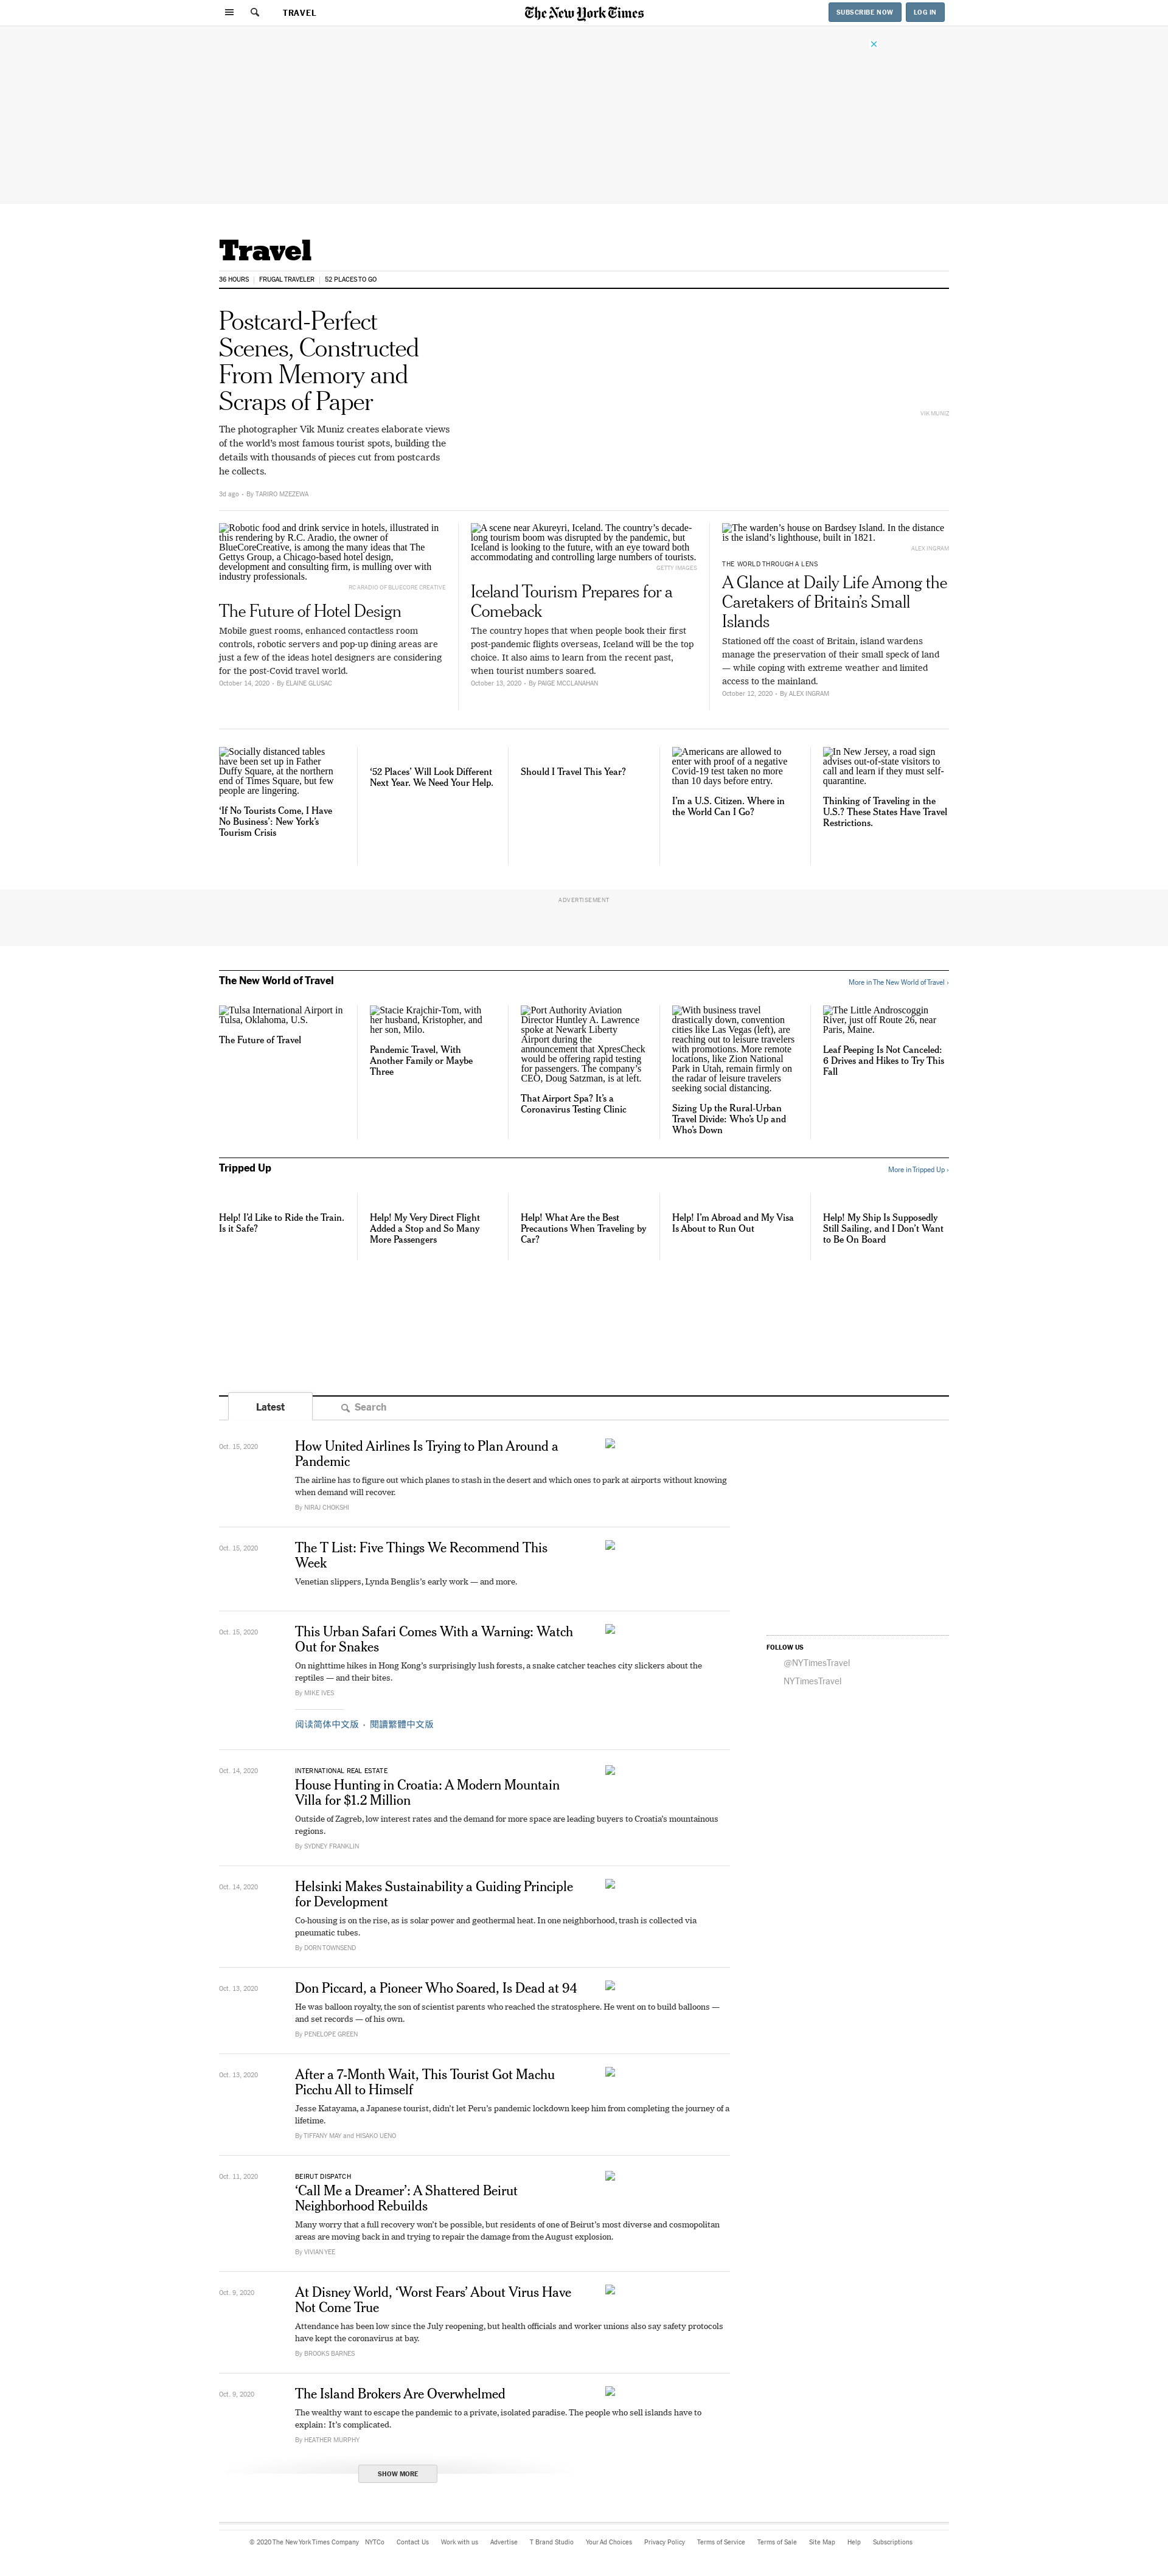 TRAVEL
The New York Times
SUBSCRIBE NOW
LOG IN
Travel
36 HOURS
FRUGAL TRAVELER
52 PLACES TO GO
Postcard-Perfect
Scenes, Constructed
From Memory and
Scraps of Paper
The photographer Vik Muniz creates elaborate views
of the world’s most famous tourist spots, building the
details with thousands of pieces cut from postcards
he collects.
VIK MUNIZ
3d ago • By TARIRO MZEZEWA
Robotic food and drink service in hotels, illustrated in
this rendering by R.C. Aradio, the owner of
BlueCoreCreative, is among the many ideas that The
Gettys Group, a Chicago-based hotel design,
development and consulting firm, is mulling over with
industry professionals.
RC ARADIO OF BLUECORE CREATIVE
The Future of Hotel Design
Mobile guest rooms, enhanced contactless room
controls, robotic servers and pop-up dining areas are
just a few of the ideas hotel designers are considering
for the post-Covid travel world.
October 14, 2020 • By ELAINE GLUSAC
A scene near Akureyri, Iceland. The country’s decade-
long tourism boom was disrupted by the pandemic, but
Iceland is looking to the future, with an eye toward both
accommodating and controlling large numbers of tourists.
GETTY IMAGES
Iceland Tourism Prepares for a
Comeback
The country hopes that when people book their first
post-pandemic flights overseas, Iceland will be the top
choice. It also aims to learn from the recent past,
when tourist numbers soared.
October 13, 2020 • By PAIGE MCCLANAHAN
The warden’s house on Bardsey Island. In the distance
is the island’s lighthouse, built in 1821.
ALEX INGRAM
THE WORLD THROUGH A LENS
A Glance at Daily Life Among the
Caretakers of Britain’s Small
Islands
Stationed off the coast of Britain, island wardens
manage the preservation of their small speck of land
— while coping with extreme weather and limited
access to the mainland.
October 12, 2020 • By ALEX INGRAM
Socially distanced tables
have been set up in Father
Duffy Square, at the northern
end of Times Square, but few
people are lingering.
‘If No Tourists Come, I Have
No Business’: New York’s
Tourism Crisis
‘52 Places’ Will Look Different
Next Year. We Need Your Help.
Should I Travel This Year?
Americans are allowed to
enter with proof of a negative
Covid-19 test taken no more
than 10 days before entry.
I’m a U.S. Citizen. Where in
the World Can I Go?
In New Jersey, a road sign
advises out-of-state visitors to
call and learn if they must self-
quarantine.
Thinking of Traveling in the
U.S.? These States Have Travel
Restrictions.
ADVERTISEMENT
The New World of Travel
More in The New World of Travel ›
Tulsa International Airport in
Tulsa, Oklahoma, U.S.
The Future of Travel
Stacie Krajchir-Tom, with
her husband, Kristopher, and
her son, Milo.
Pandemic Travel, With
Another Family or Maybe
Three
Port Authority Aviation
Director Huntley A. Lawrence
spoke at Newark Liberty
Airport during the
announcement that XpresCheck
would be offering rapid testing
for passengers. The company’s
CEO, Doug Satzman, is at left.
That Airport Spa? It’s a
Coronavirus Testing Clinic
With business travel
drastically down, convention
cities like Las Vegas (left), are
reaching out to leisure travelers
with promotions. More remote
locations, like Zion National
Park in Utah, remain firmly on
the radar of leisure travelers
seeking social distancing.
Sizing Up the Rural-Urban
Travel Divide: Who’s Up and
Who’s Down
The Little Androscoggin
River, just off Route 26, near
Paris, Maine.
Leaf Peeping Is Not Canceled:
6 Drives and Hikes to Try This
Fall
Tripped Up
More in Tripped Up ›
Help! I’d Like to Ride the Train.
Is it Safe?
Help! My Very Direct Flight
Added a Stop and So Many
More Passengers
Help! What Are the Best
Precautions When Traveling by
Car?
Help! I’m Abroad and My Visa
Is About to Run Out
Help! My Ship Is Supposedly
Still Sailing, and I Don’t Want
to Be On Board
Latest
Search
Oct. 15, 2020
How United Airlines Is Trying to Plan Around a
Pandemic
The airline has to figure out which planes to stash in the desert and which ones to park at airports without knowing
when demand will recover.
By NIRAJ CHOKSHI
Oct. 15, 2020
The T List: Five Things We Recommend This
Week
Venetian slippers, Lynda Benglis’s early work — and more.
Oct. 15, 2020
This Urban Safari Comes With a Warning: Watch
Out for Snakes
On nighttime hikes in Hong Kong’s surprisingly lush forests, a snake catcher teaches city slickers about the
reptiles — and their bites.
By MIKE IVES
阅读简体中文版 • 閱讀繁體中文版
FOLLOW US
@NYTimesTravel
NYTimesTravel
Oct. 14, 2020
INTERNATIONAL REAL ESTATE
House Hunting in Croatia: A Modern Mountain
Villa for $1.2 Million
Outside of Zagreb, low interest rates and the demand for more space are leading buyers to Croatia’s mountainous
regions.
By SYDNEY FRANKLIN
Oct. 14, 2020
Helsinki Makes Sustainability a Guiding Principle
for Development
Co-housing is on the rise, as is solar power and geothermal heat. In one neighborhood, trash is collected via
pneumatic tubes.
By DORN TOWNSEND
Oct. 13, 2020
Don Piccard, a Pioneer Who Soared, Is Dead at 94
He was balloon royalty, the son of scientist parents who reached the stratosphere. He went on to build balloons —
and set records — of his own.
By PENELOPE GREEN
Oct. 13, 2020
After a 7-Month Wait, This Tourist Got Machu
Picchu All to Himself
Jesse Katayama, a Japanese tourist, didn’t let Peru’s pandemic lockdown keep him from completing the journey of a
lifetime.
By TIFFANY MAY and HISAKO UENO
Oct. 11, 2020
BEIRUT DISPATCH
‘Call Me a Dreamer’: A Shattered Beirut
Neighborhood Rebuilds
Many worry that a full recovery won’t be possible, but residents of one of Beirut’s most diverse and cosmopolitan
areas are moving back in and trying to repair the damage from the August explosion.
By VIVIAN YEE
Oct. 9, 2020
At Disney World, ‘Worst Fears’ About Virus Have
Not Come True
Attendance has been low since the July reopening, but health officials and worker unions also say safety protocols
have kept the coronavirus at bay.
By BROOKS BARNES
Oct. 9, 2020
The Island Brokers Are Overwhelmed
The wealthy want to escape the pandemic to a private, isolated paradise. The people who sell islands have to
explain: It’s complicated.
By HEATHER MURPHY
SHOW MORE
© 2020 The New York Times Company NYTCo Contact Us Work with us Advertise T Brand Studio Your Ad Choices Privacy Policy Terms of Service Terms of Sale Site Map Help Subscriptions